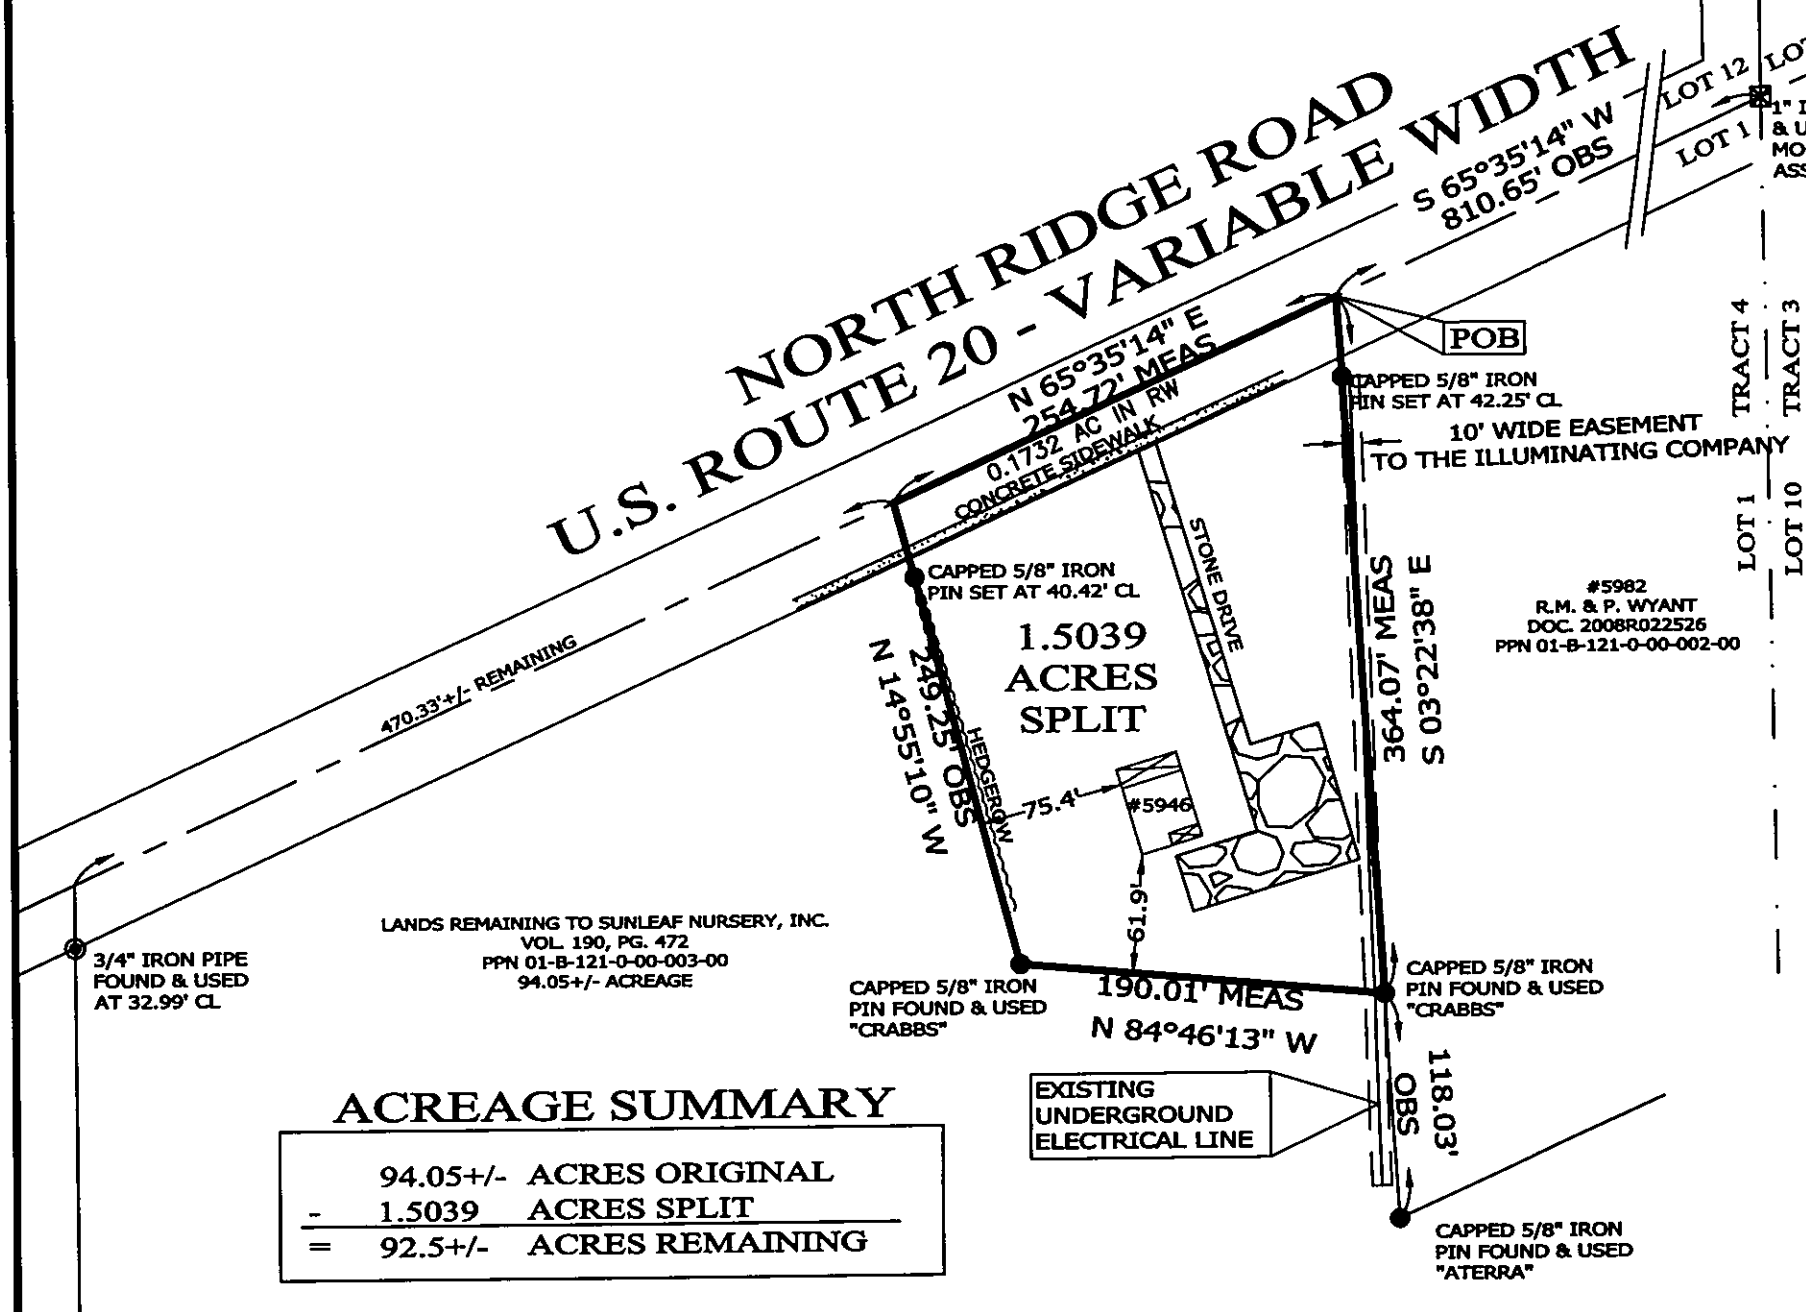 NORTH RIDGE ROAD
U.S. ROUTE 20 - VARIABLE WIDTH
S 65°35'14" W
810.65' OBS
LOT 12
LOT 1
1"
&
MO
ASS
N 65°35'14" E
254.72' MEAS
0.1732 AC IN RW
CONCRETE SIDEWALK
POB
CAPPED 5/8" IRON
PIN SET AT 42.25' CL
10' WIDE EASEMENT
TO THE ILLUMINATING COMPANY
TRACT 4
TRACT 3
LOT 1
LOT 10
CAPPED 5/8" IRON
PIN SET AT 40.42' CL
1.5039
ACRES
SPLIT
STONE DRIVE
364.07' MEAS
S 03°22'38" E
#5982
R.M. & P. WYANT
DOC. 2008R022526
PPN 01-B-121-0-00-002-00
470.33'+/- REMAINING
249.25' OBS
N 14°55'10" W
HEDGEROW
75.4'
#5946
61.9'
3/4" IRON PIPE
FOUND & USED
AT 32.99' CL
LANDS REMAINING TO SUNLEAF NURSERY, INC.
VOL. 190, PG. 472
PPN 01-B-121-0-00-003-00
94.05+/- ACREAGE
CAPPED 5/8" IRON
PIN FOUND & USED
"CRABBS"
190.01' MEAS
N 84°46'13" W
CAPPED 5/8" IRON
PIN FOUND & USED
"CRABBS"
118.03'
OBS
EXISTING
UNDERGROUND
ELECTRICAL LINE
CAPPED 5/8" IRON
PIN FOUND & USED
"ATERRA"
ACREAGE SUMMARY
94.05+/- ACRES ORIGINAL
- 1.5039 ACRES SPLIT
= 92.5+/- ACRES REMAINING